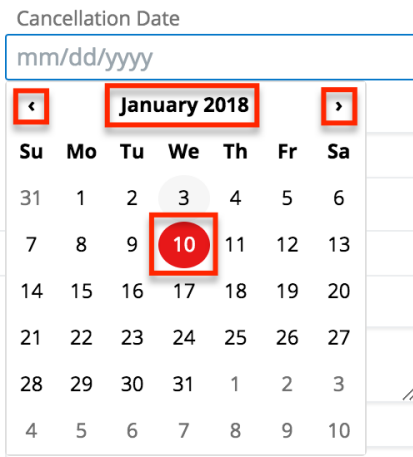 Cancellation Date
mm/dd/yyyy
‹ January 2018 ›
Su Mo Tu We Th Fr Sa
31 1 2 3 4 5 6
7 8 9 10 11 12 13
14 15 16 17 18 19 20
21 22 23 24 25 26 27
28 29 30 31 1 2 3
4 5 6 7 8 9 10